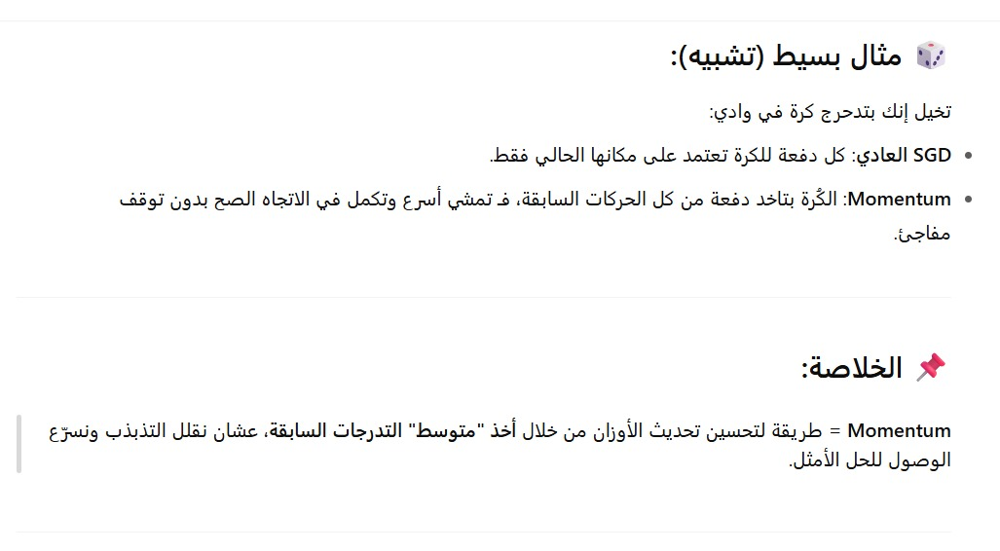 🎲 مثال بسيط (تشبيه):
تخيل إنك بتدحرج كرة في وادي:
• SGD العادي: كل دفعة للكرة تعتمد على مكانها الحالي فقط.
• Momentum: الكُرة بتاخد دفعة من كل الحركات السابقة، فـ تمشي أسرع وتكمل في الاتجاه الصح بدون توقف
مفاجئ.
📌 الخلاصة:
Momentum = طريقة لتحسين تحديث الأوزان من خلال أخذ "متوسط" التدرجات السابقة، عشان نقلل التذبذب ونسرّع
الوصول للحل الأمثل.